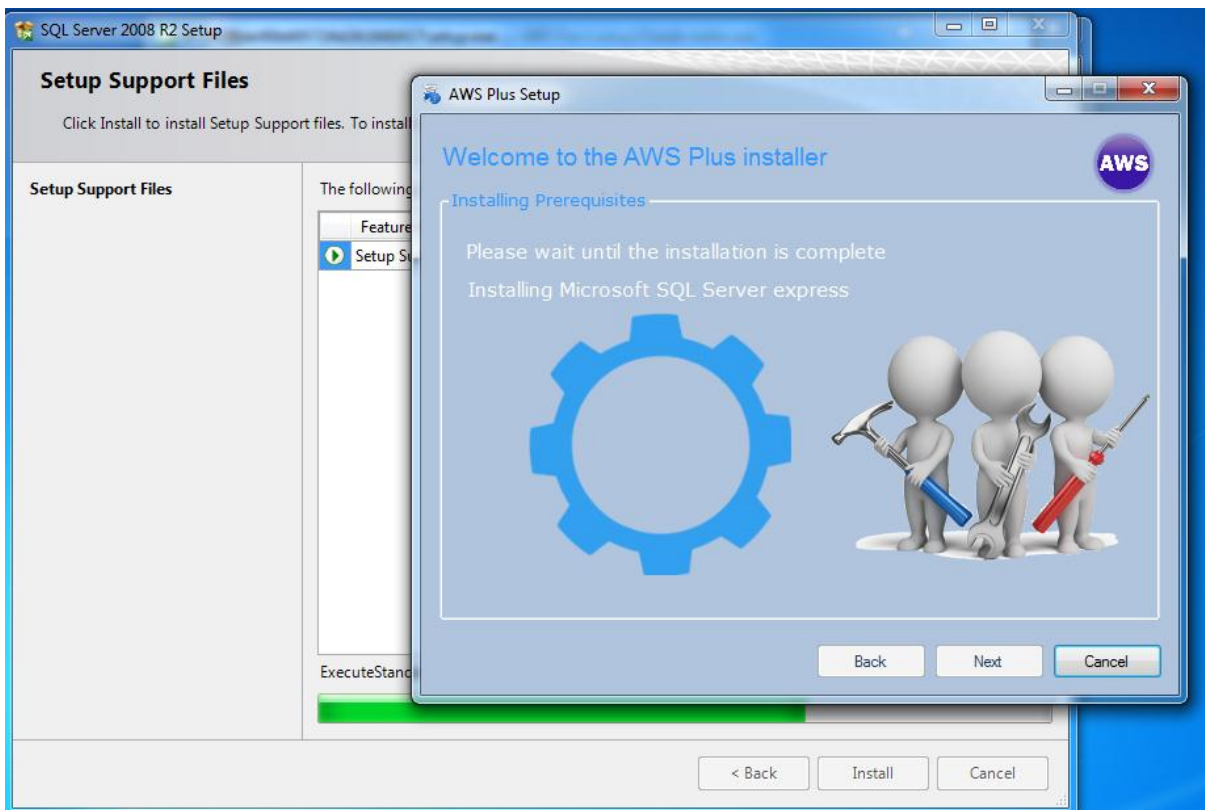 SQL Server 2008 R2 Setup
Setup Support Files
Click Install to install Setup Support files. To install
Setup Support Files
The following
Feature
Setup
ExecuteStand
< Back
Install
Cancel
AWS Plus Setup
Welcome to the AWS Plus installer
AWS
Installing Prerequisites
Please wait until the installation is complete
Installing Microsoft SQL Server express
Back
Next
Cancel